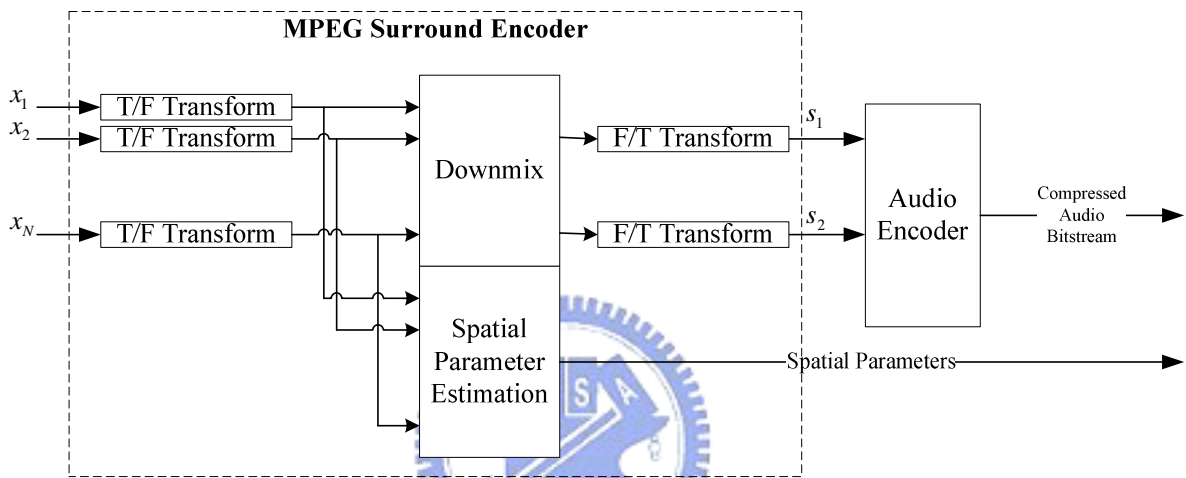 MPEG Surround Encoder
x1
T/F Transform
x2
T/F Transform
xN
T/F Transform
Downmix
F/T Transform
s1
F/T Transform
s2
Audio
Encoder
Compressed
Audio
Bitstream
Spatial
Parameter
Estimation
Spatial Parameters
S
A